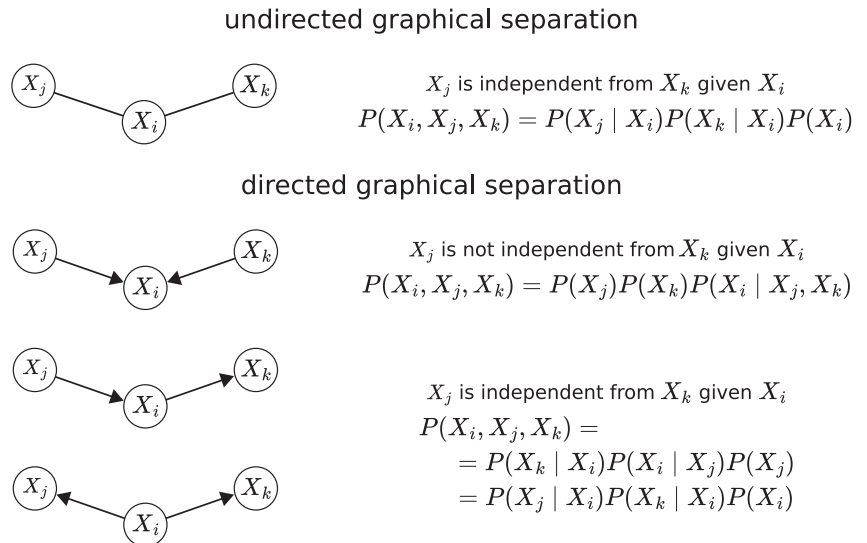 undirected graphical separation
X_j X_k
X_i
X_j is independent from X_k given X_i
P(X_i, X_j, X_k) = P(X_j | X_i)P(X_k | X_i)P(X_i)
directed graphical separation
X_j X_k
X_i
X_j is not independent from X_k given X_i
P(X_i, X_j, X_k) = P(X_j)P(X_k)P(X_i | X_j, X_k)
X_j X_k
X_i
X_j X_k
X_i
X_j is independent from X_k given X_i
P(X_i, X_j, X_k) =
= P(X_k | X_i)P(X_i | X_j)P(X_j)
= P(X_j | X_i)P(X_k | X_i)P(X_i)